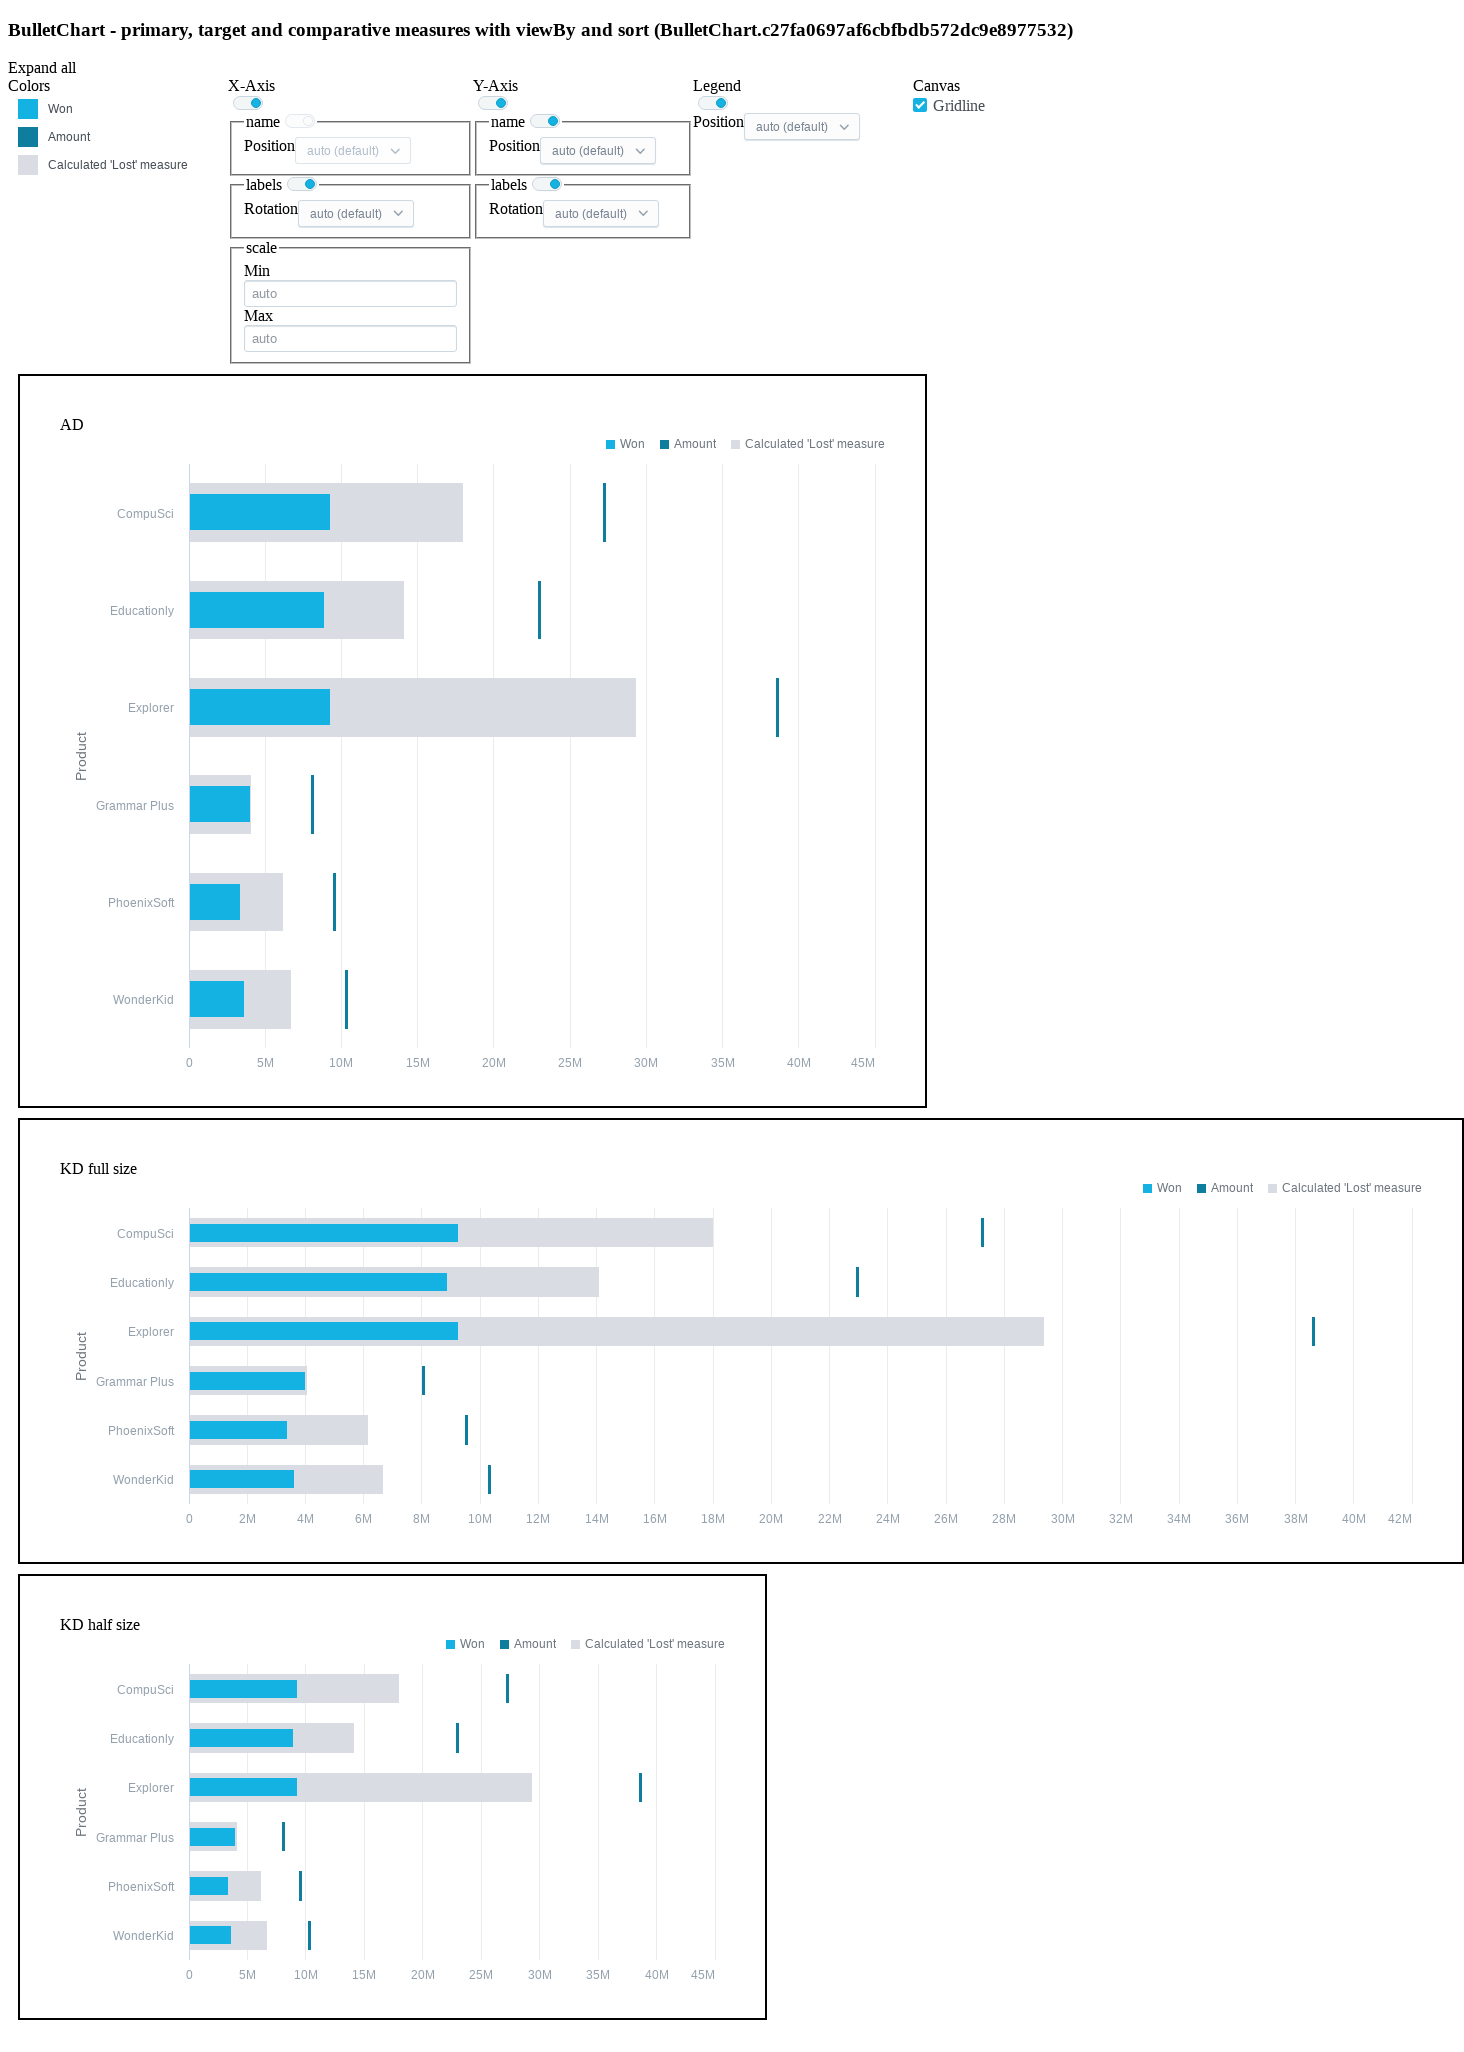 BulletChart - primary, target and comparative measures with viewBy and sort (BulletChart.c27fa0697af6cbfbdb572dc9e8977532)
Expand all
Colors
Won
Amount
Calculated 'Lost' measure
X-Axis
name
Position auto (default)
labels
Rotation auto (default)
scale
Min
auto
Max
auto
Y-Axis
name
Position auto (default)
labels
Rotation auto (default)
Legend
Position auto (default)
Canvas
Gridline
AD
Won Amount Calculated 'Lost' measure
Product
CompuSci
Educationly
Explorer
Grammar Plus
PhoenixSoft
WonderKid
0 5M 10M 15M 20M 25M 30M 35M 40M 45M
KD full size
Won Amount Calculated 'Lost' measure
Product
CompuSci
Educationly
Explorer
Grammar Plus
PhoenixSoft
WonderKid
0 2M 4M 6M 8M 10M 12M 14M 16M 18M 20M 22M 24M 26M 28M 30M 32M 34M 36M 38M 40M 42M
KD half size
Won Amount Calculated 'Lost' measure
Product
CompuSci
Educationly
Explorer
Grammar Plus
PhoenixSoft
WonderKid
0 5M 10M 15M 20M 25M 30M 35M 40M 45M